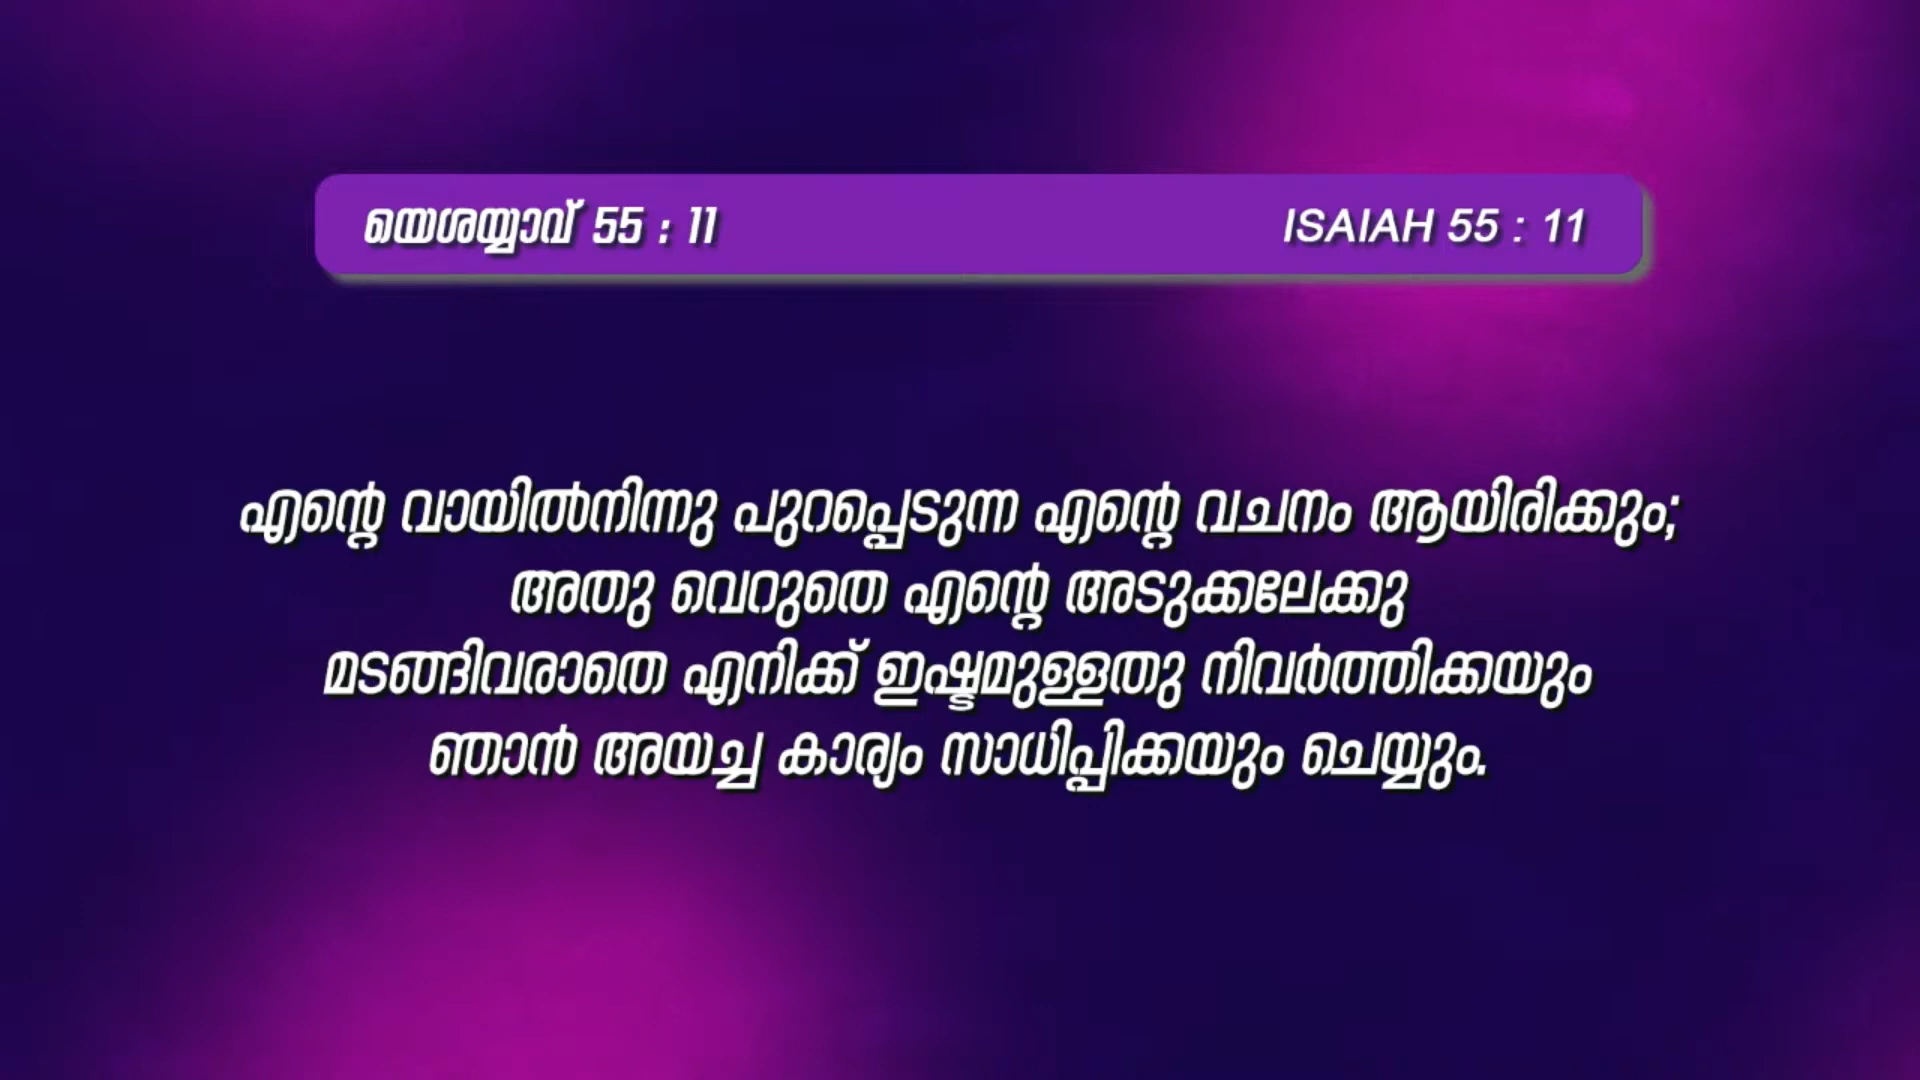 യെശയ്യാവ് 55 : 11
ISAIAH 55 : 11
എന്റെ വായിൽനിന്നു പുറപ്പെടുന്ന എന്റെ വചനം ആയിരിക്കും;
അതു വെറുതെ എന്റെ അടുക്കലേക്കു
മടങ്ങിവരാതെ എനിക്ക് ഇഷ്ടമുള്ളതു നിവർത്തിക്കയും
ഞാൻ അയച്ച കാര്യം സാധിപ്പിക്കയും ചെയ്യും.